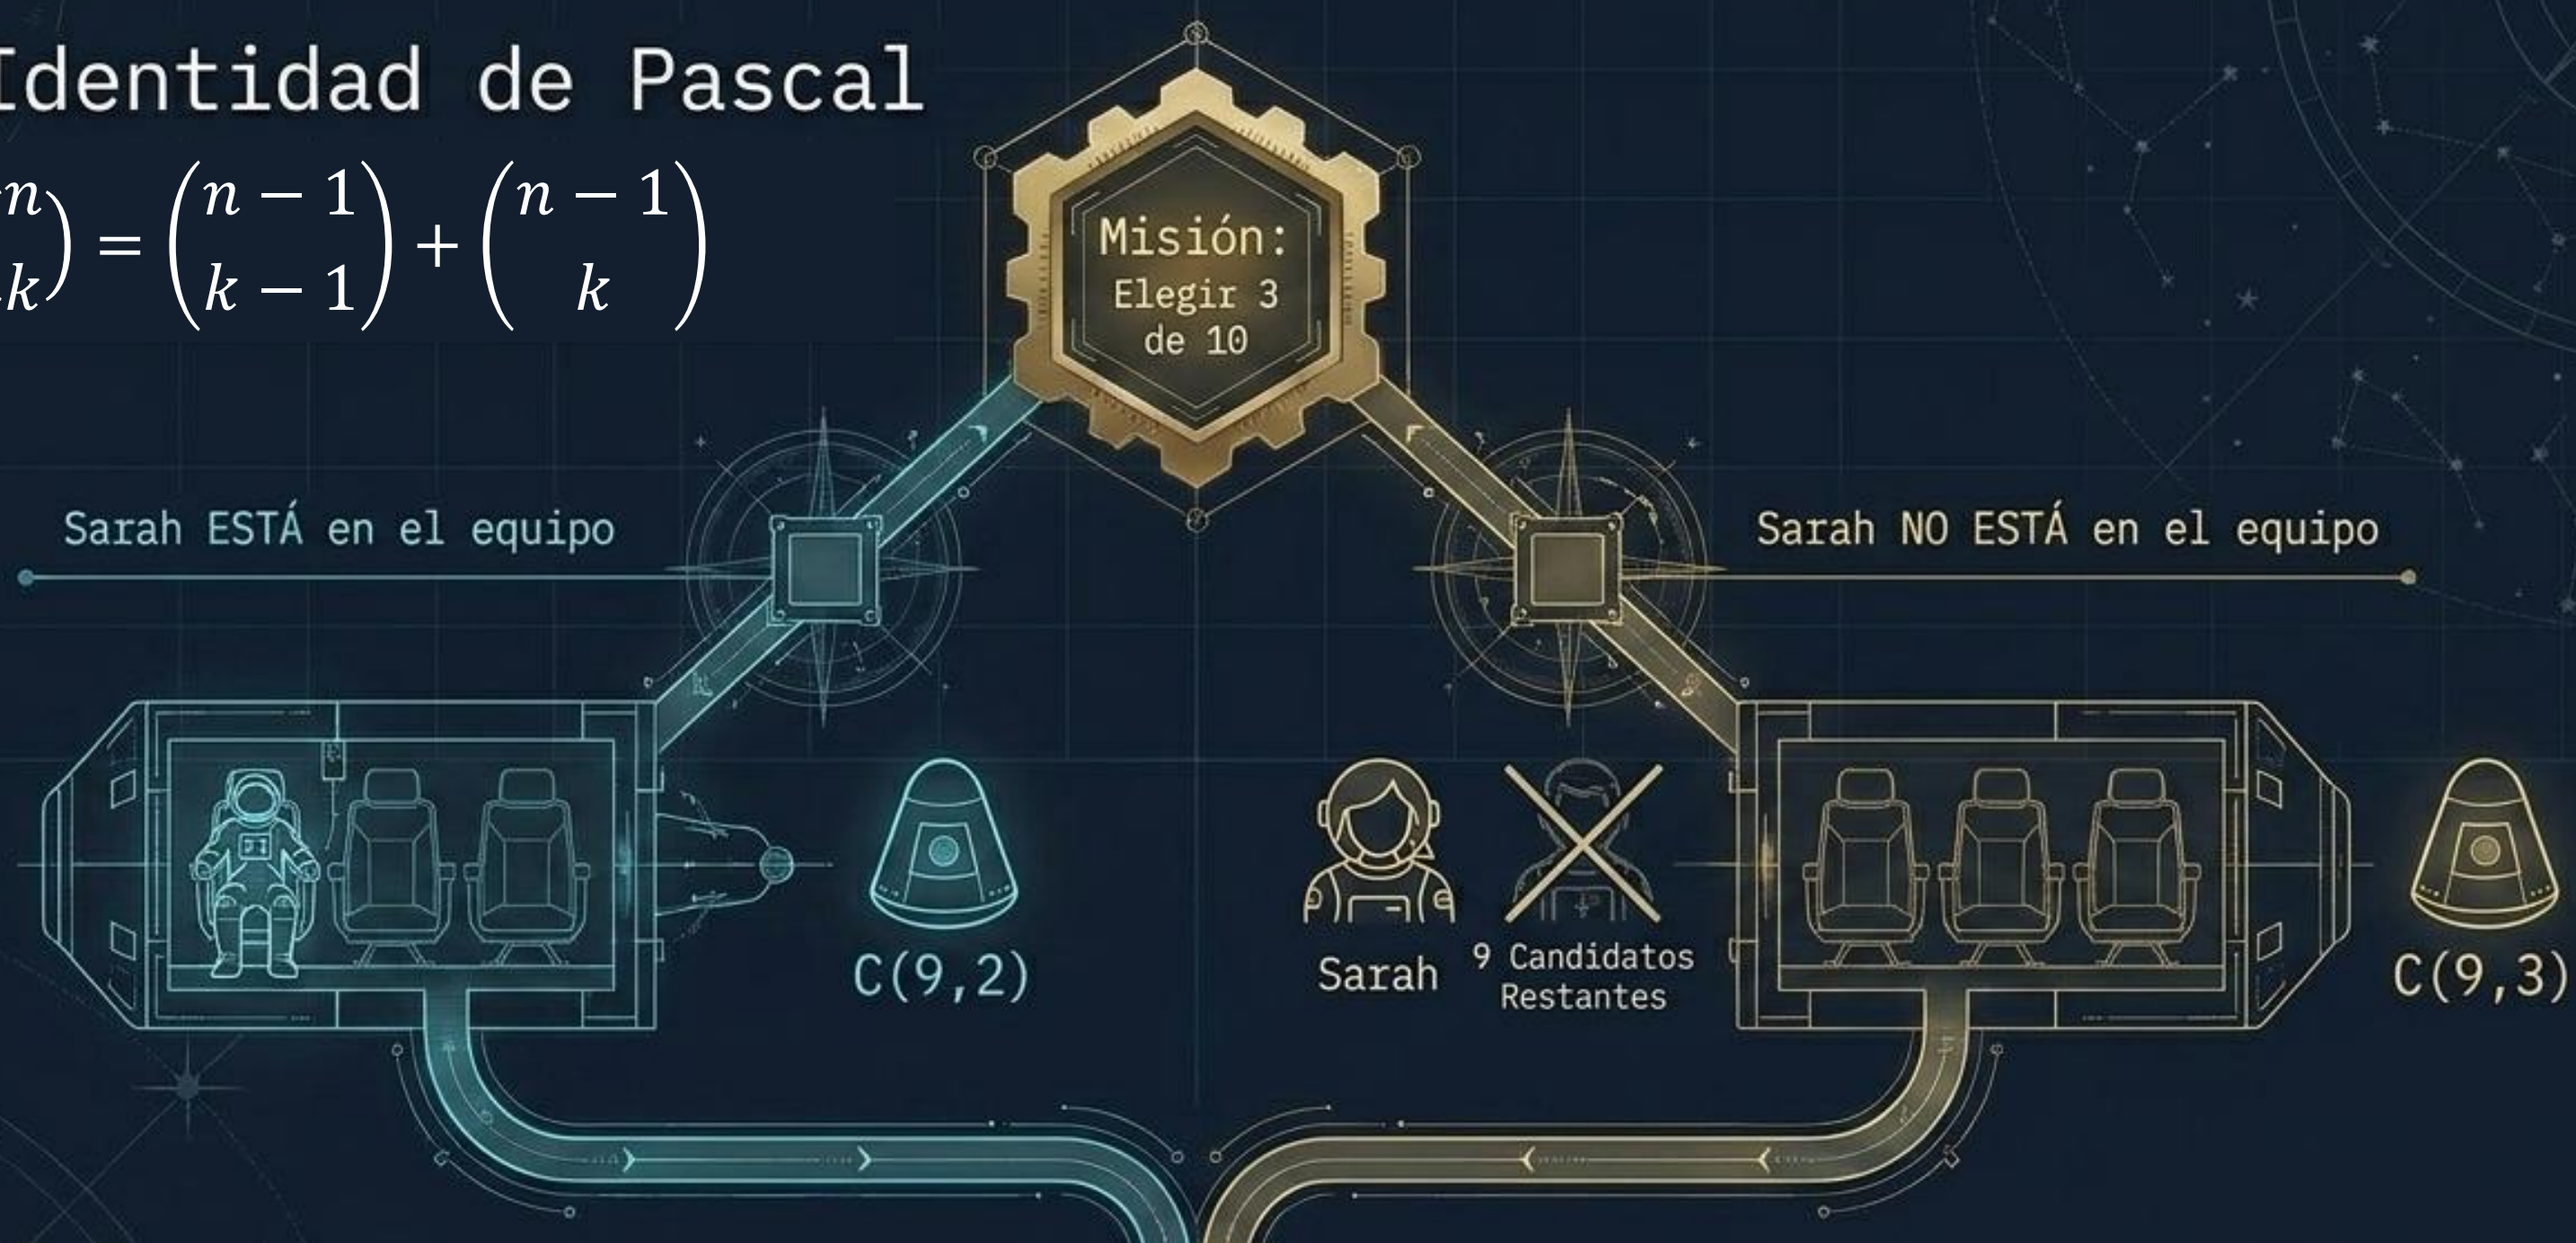 Identidad de Pascal
(n k) = (n − 1 k − 1) + (n − 1 k)
Misión:
Elegir 3
de 10
Sarah ESTÁ en el equipo
Sarah NO ESTÁ en el equipo
C(9,2)
Sarah
9 Candidatos
Restantes
C(9,3)